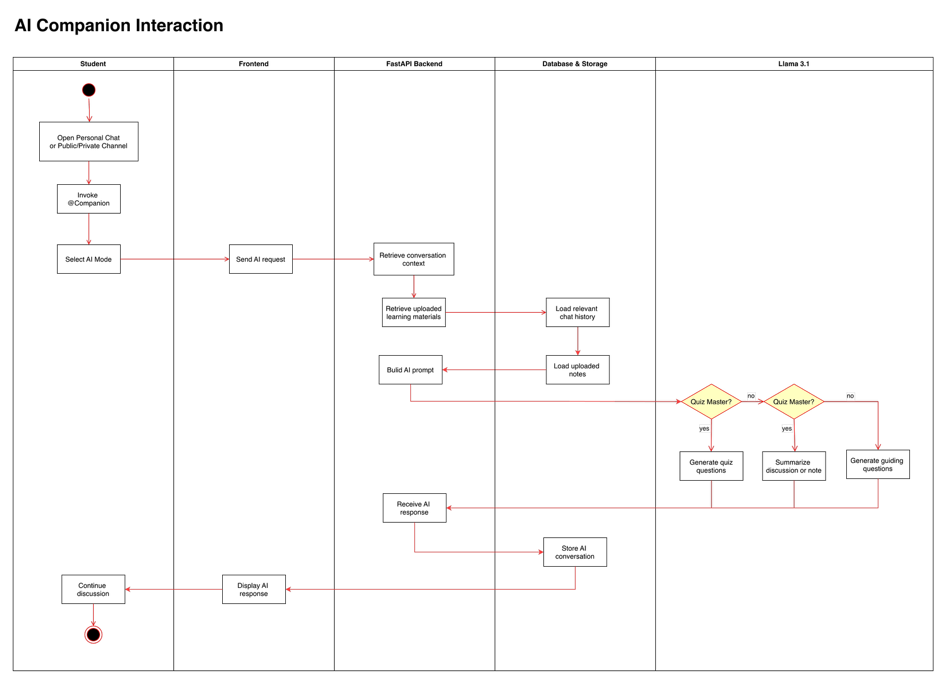 AI Companion Interaction
Student
Frontend
FastAPI Backend
Database & Storage
Llama 3.1
Open Personal Chat
or Public/Private Channel
Invoke
@Companion
Select AI Mode
Send AI request
Retrieve conversation
context
Retrieve uploaded
learning materials
Load relevant
chat history
Load uploaded
notes
Bulid AI prompt
Quiz Master?
no
Quiz Master?
no
yes
yes
Generate quiz
questions
Summarize
discussion or note
Generate guiding
questions
Receive AI
response
Store AI
conversation
Display AI
response
Continue
discussion